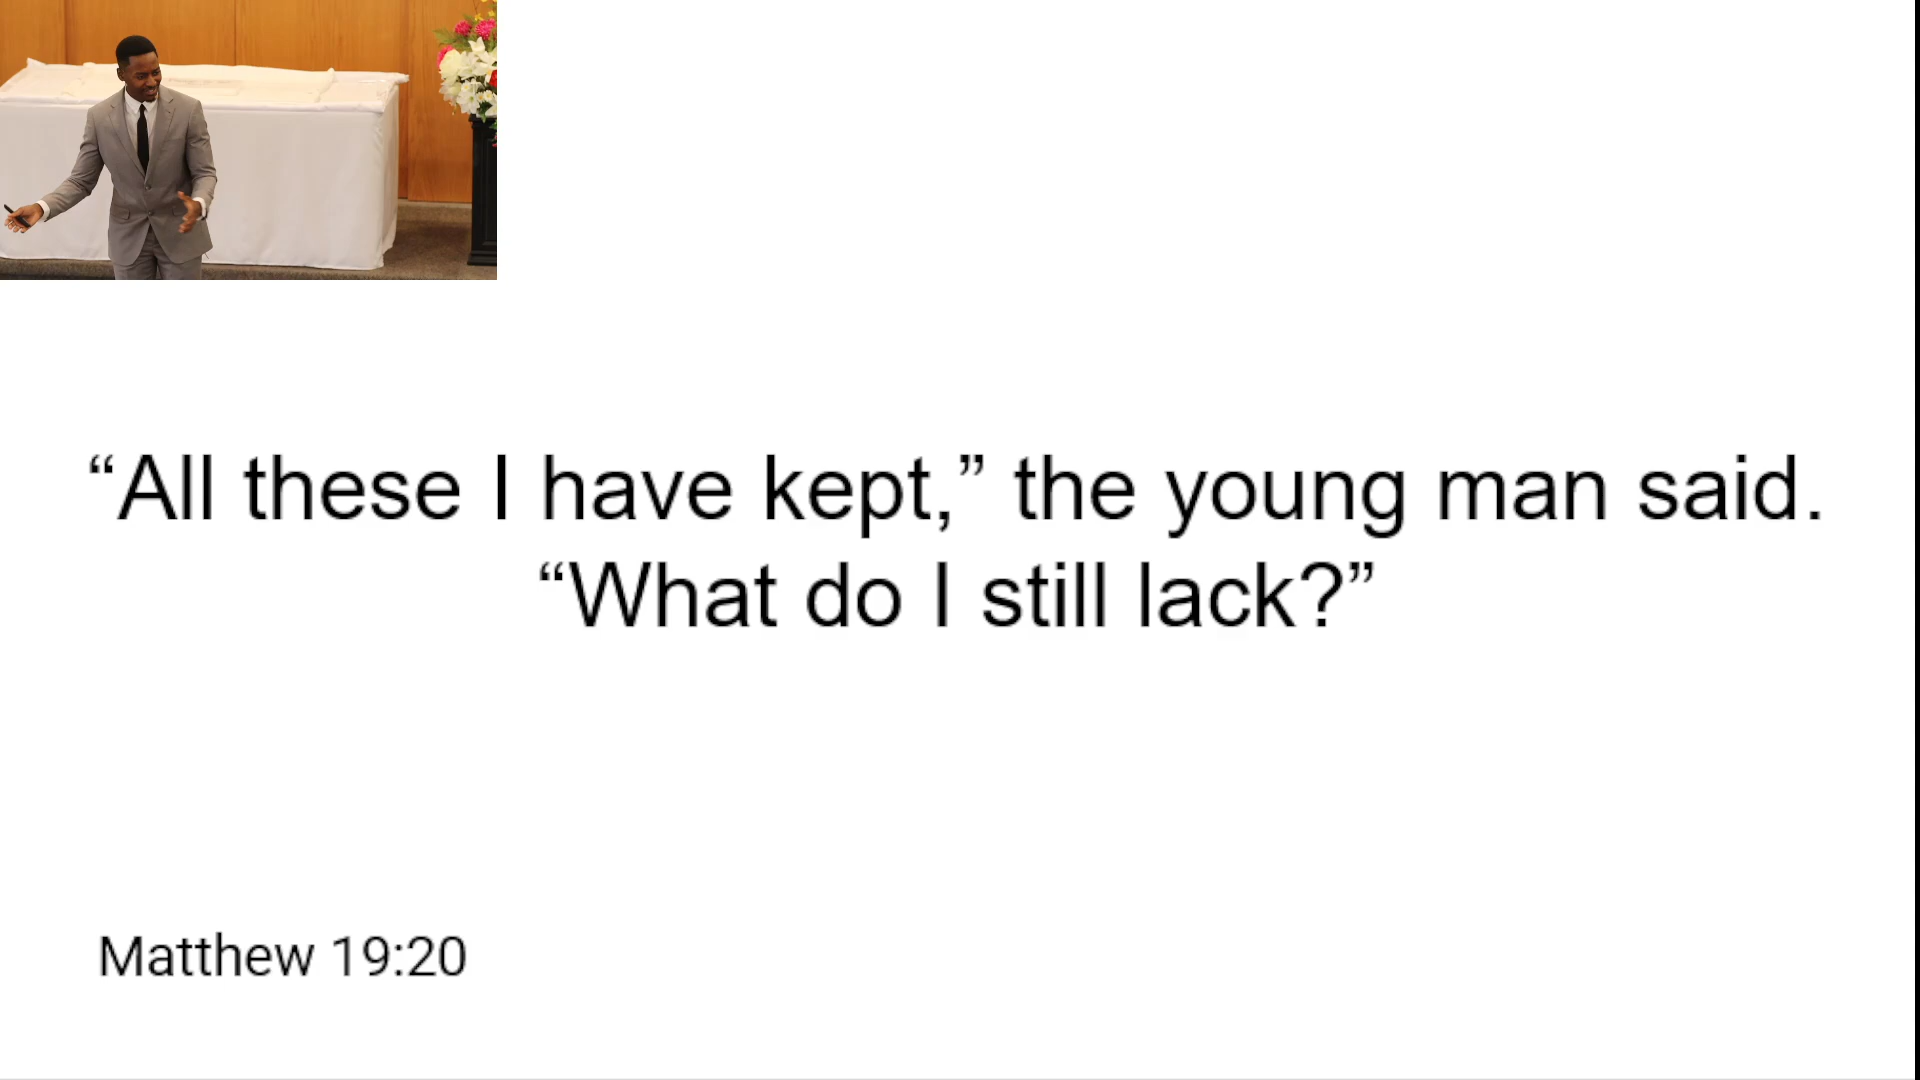 “All these I have kept,” the young man said.
“What do I still lack?”
Matthew 19:20